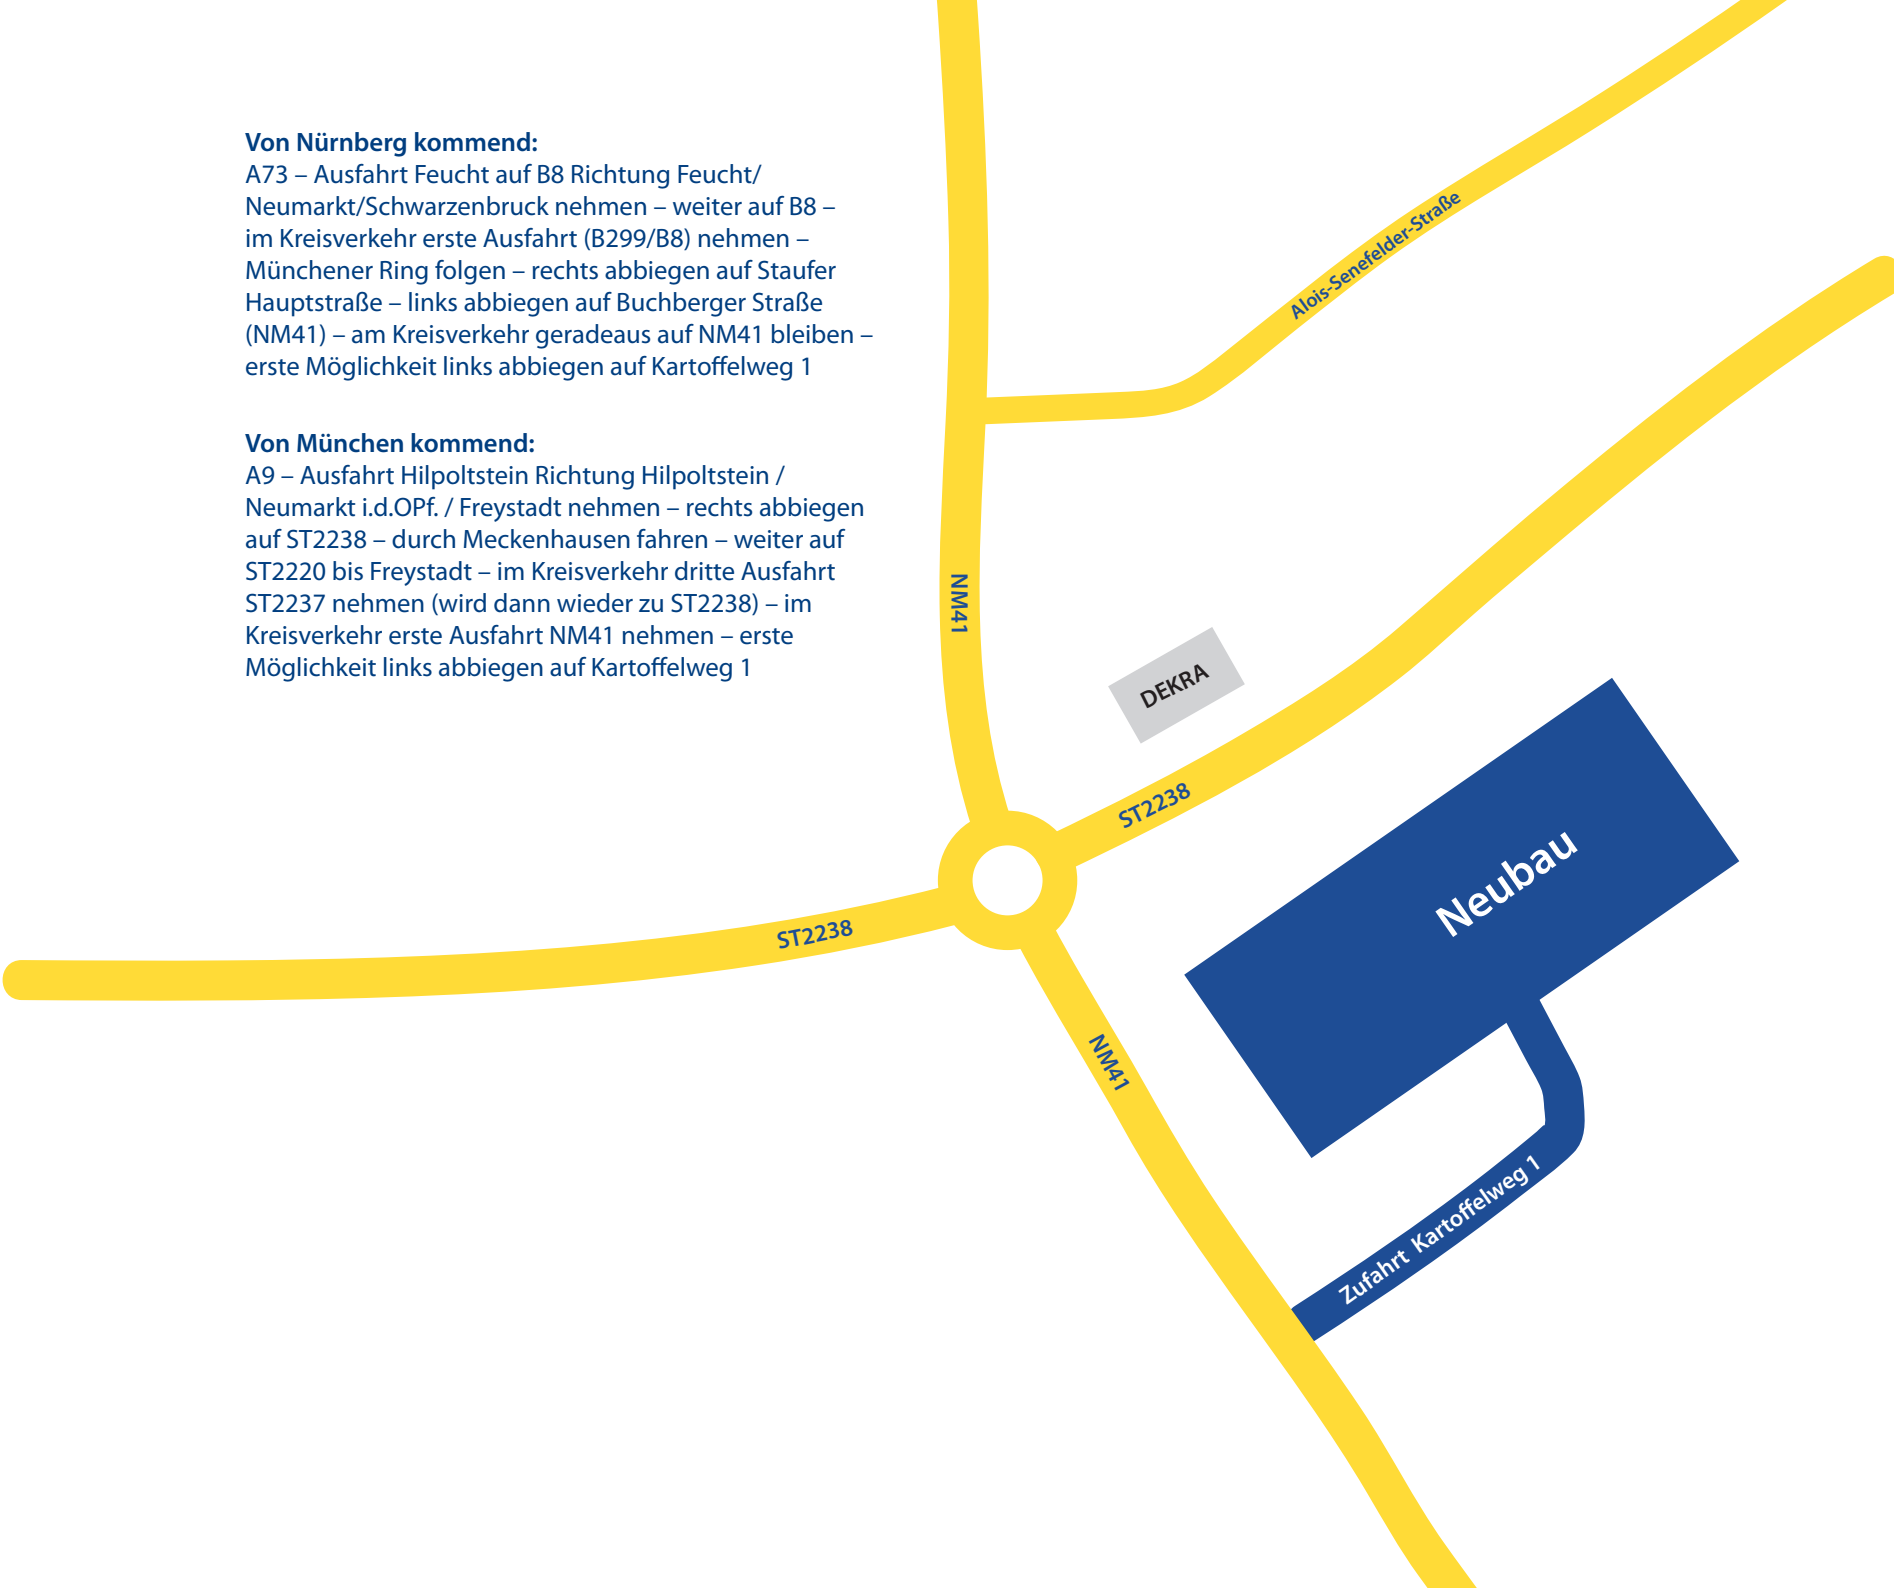 Von Nürnberg kommend:
A73 – Ausfahrt Feucht auf B8 Richtung Feucht/
Neumarkt/Schwarzenbruck nehmen – weiter auf B8 –
im Kreisverkehr erste Ausfahrt (B299/B8) nehmen –
Münchener Ring folgen – rechts abbiegen auf Staufer
Hauptstraße – links abbiegen auf Buchberger Straße
(NM41) – am Kreisverkehr geradeaus auf NM41 bleiben –
erste Möglichkeit links abbiegen auf Kartoffelweg 1
Von München kommend:
A9 – Ausfahrt Hilpoltstein Richtung Hilpoltstein /
Neumarkt i.d.OPf. / Freystadt nehmen – rechts abbiegen
auf ST2238 – durch Meckenhausen fahren – weiter auf
ST2220 bis Freystadt – im Kreisverkehr dritte Ausfahrt
ST2237 nehmen (wird dann wieder zu ST2238) – im
Kreisverkehr erste Ausfahrt NM41 nehmen – erste
Möglichkeit links abbiegen auf Kartoffelweg 1
Alois-Senefelder-Straße
NM41
DEKRA
ST2238
Neubau
ST2238
NM41
Zufahrt Kartoffelweg 1